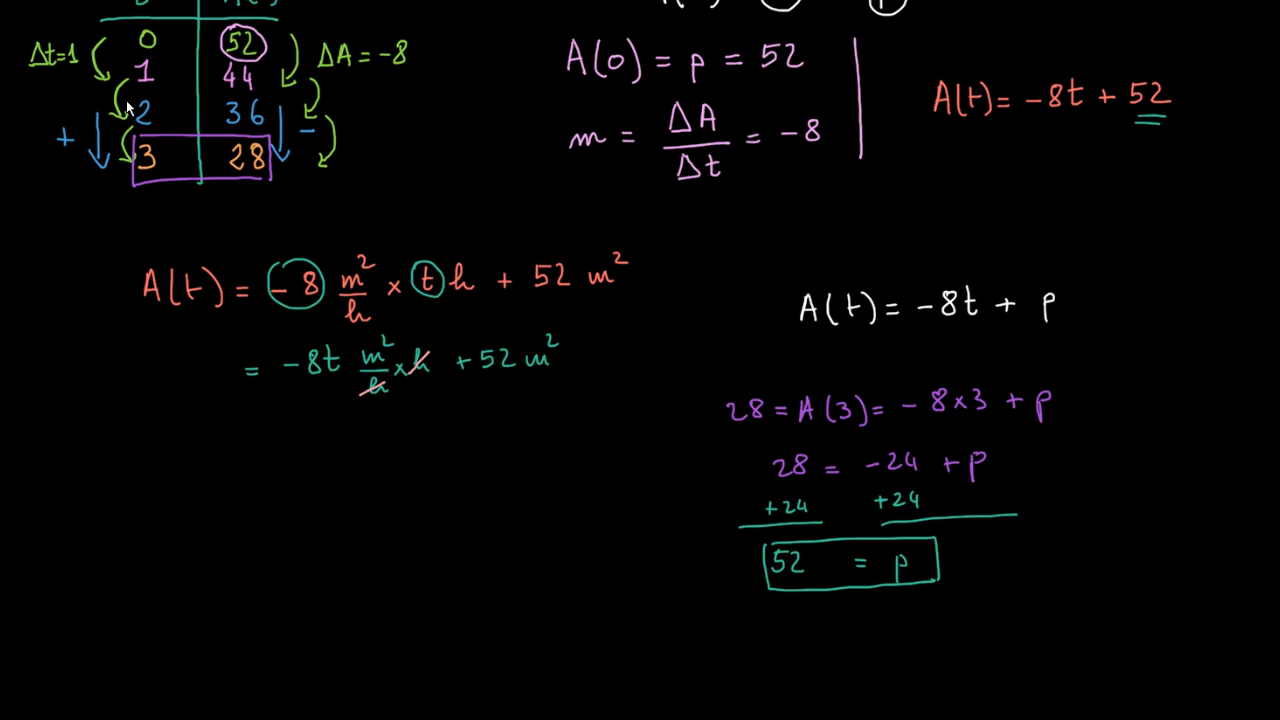 0 52
Δt=1 ΔA = -8
1 44
2 36
+ -
3 28
A(0) = p = 52
m = ΔA/Δt = -8
A(t)= -8t + 52
A(t) = -8 m²/h × t h + 52 m²
= -8t m²/h × h + 52 m²
A(t)= -8t + p
28 = A(3)= -8×3 + p
28 = -24 + p
+24 +24
52 = p